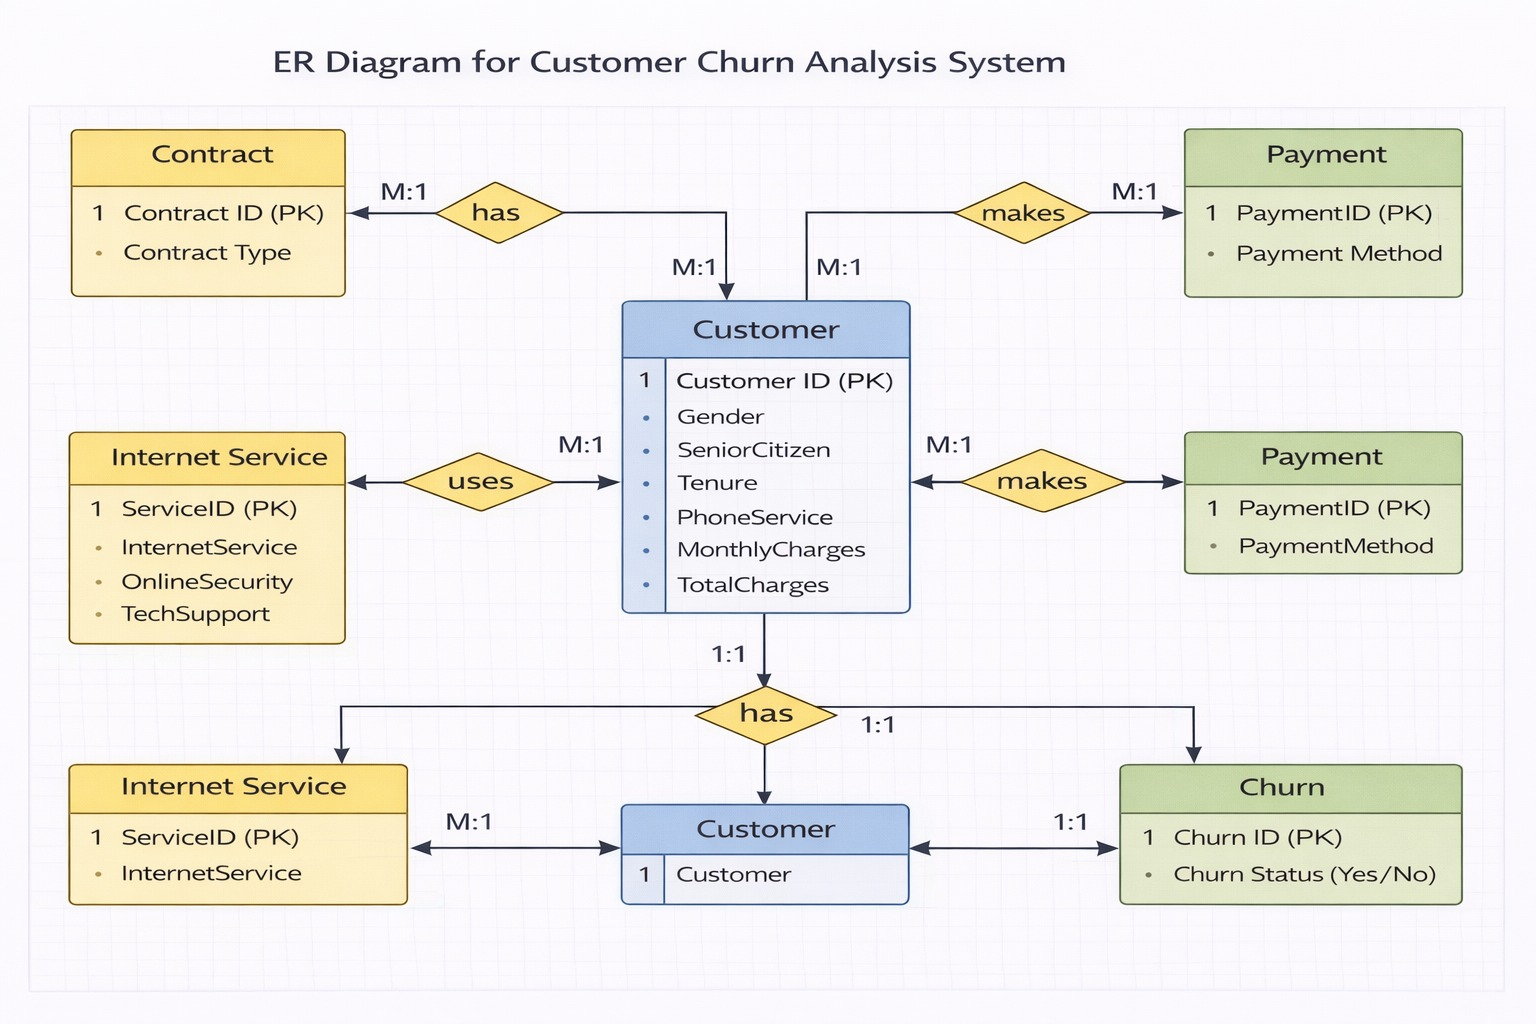 ER Diagram for Customer Churn Analysis System
Contract
1 Contract ID (PK)
• Contract Type
M:1
has
M:1
makes
M:1
M:1
Payment
1 PaymentID (PK)
• Payment Method
Customer
1 Customer ID (PK)
• Gender
• SeniorCitizen
• Tenure
• PhoneService
• MonthlyCharges
• TotalCharges
Internet Service
1 ServiceID (PK)
• InternetService
• OnlineSecurity
• TechSupport
uses
M:1
M:1
makes
Payment
1 PaymentID (PK)
• PaymentMethod
1:1
has
1:1
Internet Service
1 ServiceID (PK)
• InternetService
M:1
Customer
1 Customer
1:1
Churn
1 Churn ID (PK)
• Churn Status (Yes/No)